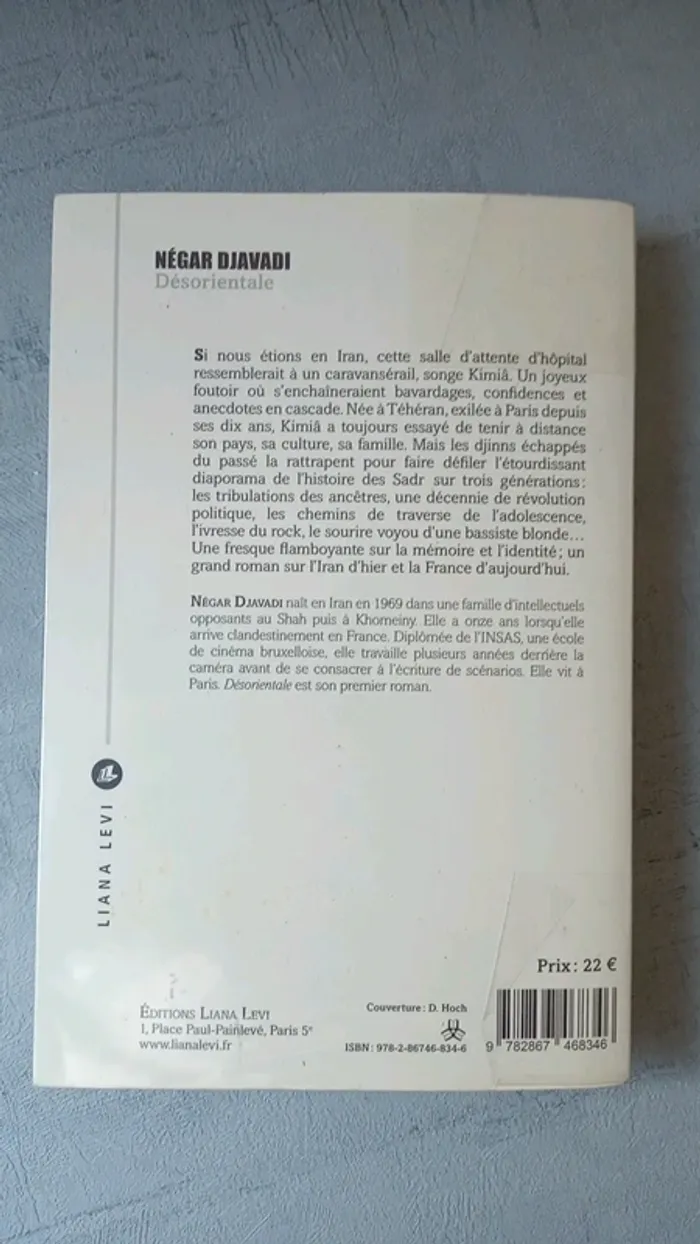 NÉGAR DJAVADI
Désorientale
Si nous étions en Iran, cette salle d'attente d'hôpital
ressemblerait à un caravansérail, songe Kimiâ. Un joyeux
foutoir où s'enchaîneraient bavardages, confidences et
anecdotes en cascade. Née à Téhéran, exilée à Paris depuis
ses dix ans, Kimiâ a toujours essayé de tenir à distance
son pays, sa culture, sa famille. Mais les djinns échappés
du passé la rattrapent pour faire défiler l'étourdissant
diaporama de l'histoire des Sadr sur trois générations:
les tribulations des ancêtres, une décennie de révolution
politique, les chemins de traverse de l'adolescence,
l'ivresse du rock, le sourire voyou d'une bassiste blonde…
Une fresque flamboyante sur la mémoire et l'identité; un
grand roman sur l'Iran d'hier et la France d'aujourd'hui.
NÉGAR DJAVADI naît en Iran en 1969 dans une famille d'intellectuels
opposants au Shah puis à Khomeiny. Elle a onze ans lorsqu'elle
arrive clandestinement en France. Diplômée de l'INSAS, une école
de cinéma bruxelloise, elle travaille plusieurs années derrière la
caméra avant de se consacrer à l'écriture de scénarios. Elle vit à
Paris. Désorientale est son premier roman.
LIANA LEVI
Prix: 22 €
ÉDITIONS LIANA LEVI
1, Place Paul-Painlevé, Paris 5e
www.lianalevi.fr
Couverture: D. Hoch
ISBN: 978-2-86746-834-6
9 782867 468346